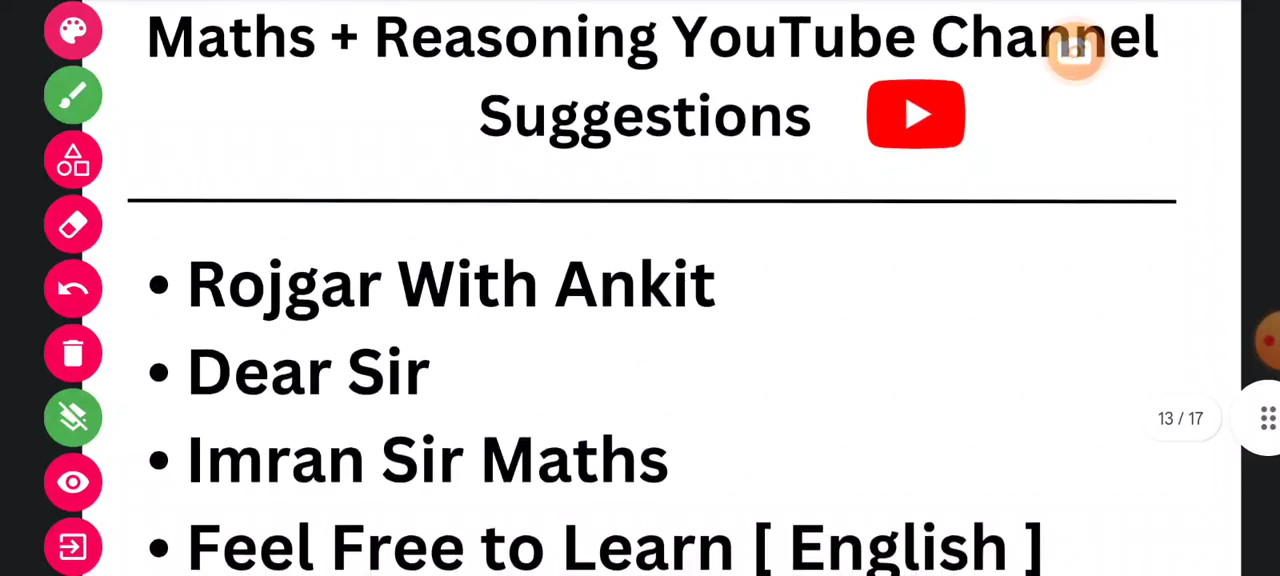 Maths + Reasoning YouTube Channel
Suggestions
• Rojgar With Ankit
• Dear Sir
• Imran Sir Maths
13 / 17
• Feel Free to Learn [ English ]